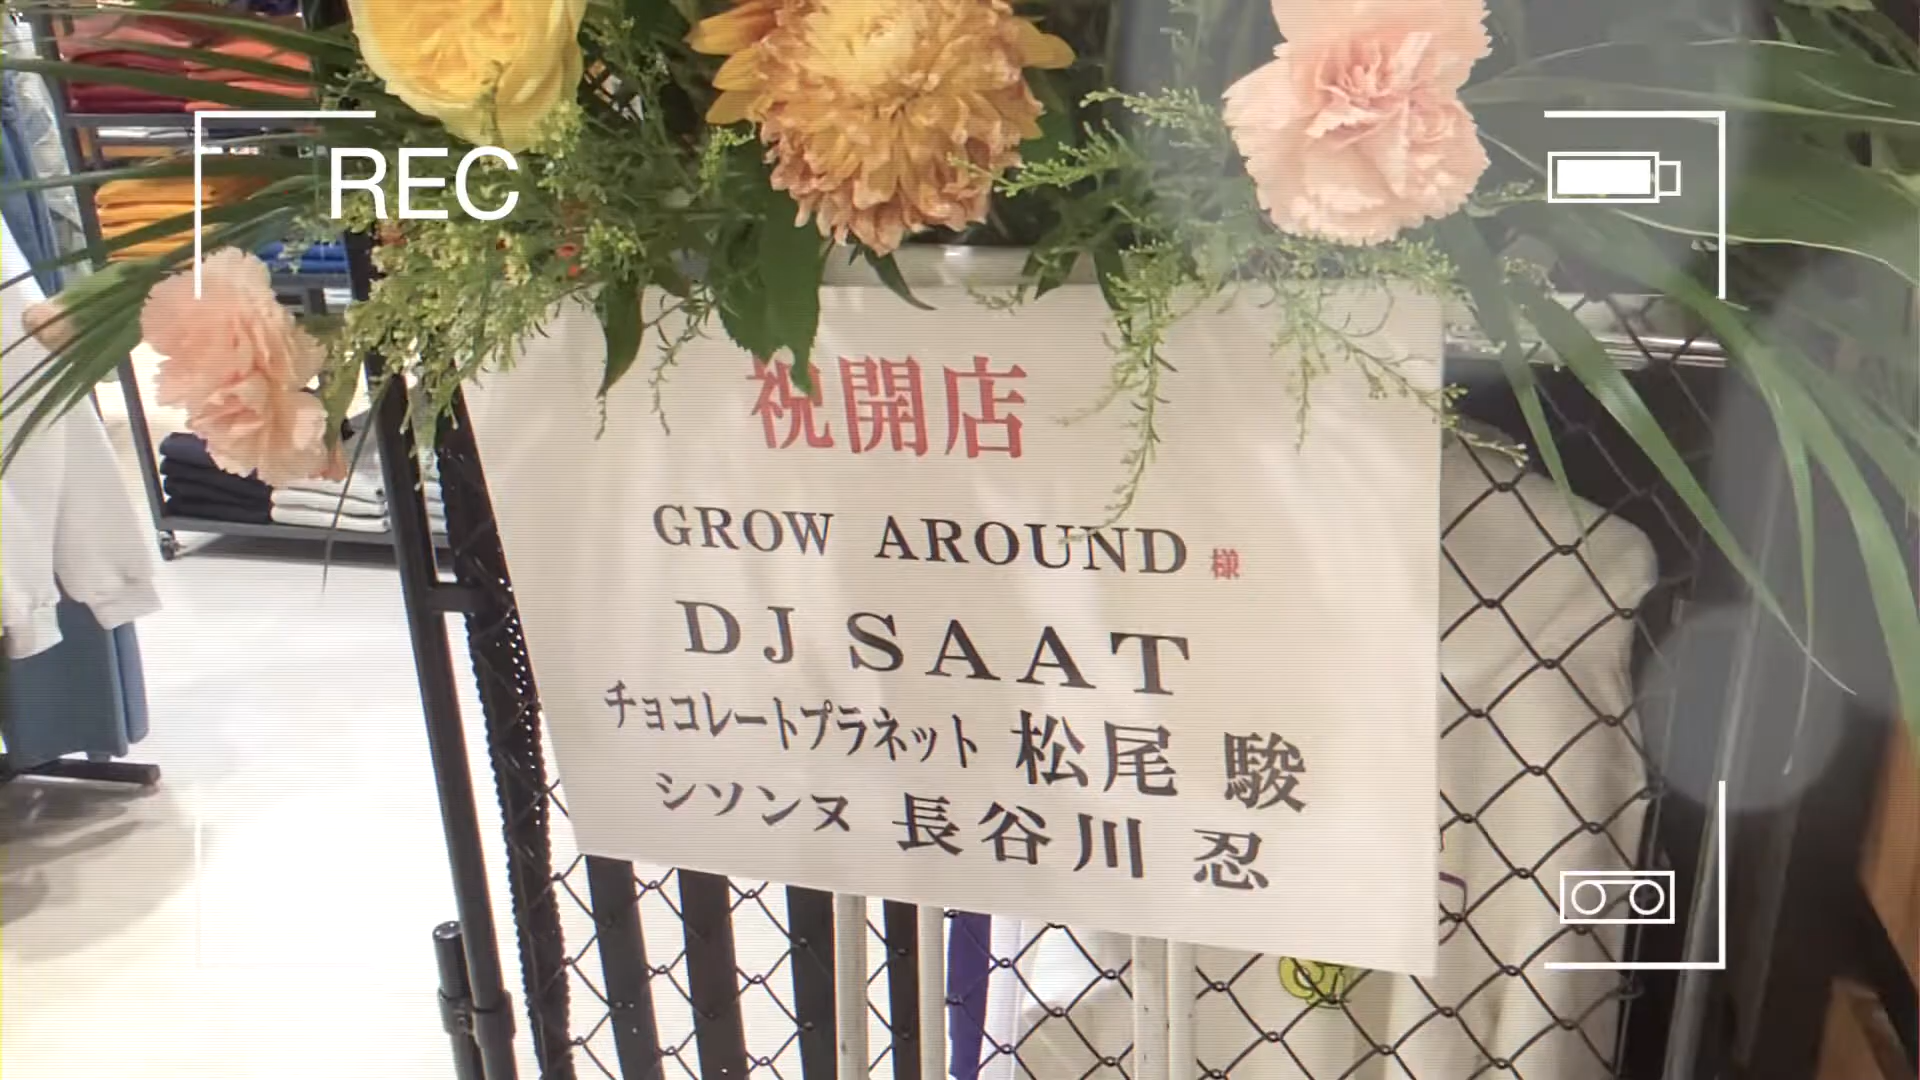 REC
祝開店
GROW AROUND 様
DJ SAAT
チョコレートプラネット 松尾 駿
シソンヌ 長谷川 忍